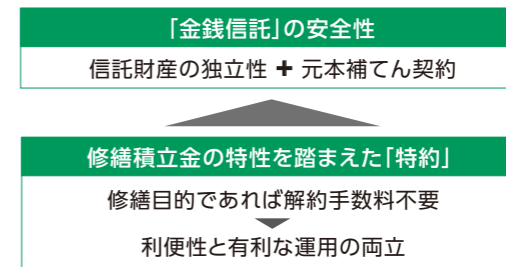 「金銭信託」の安全性
信託財産の独立性 + 元本補てん契約
修繕積立金の特性を踏まえた「特約」
修繕目的であれば解約手数料不要
利便性と有利な運用の両立